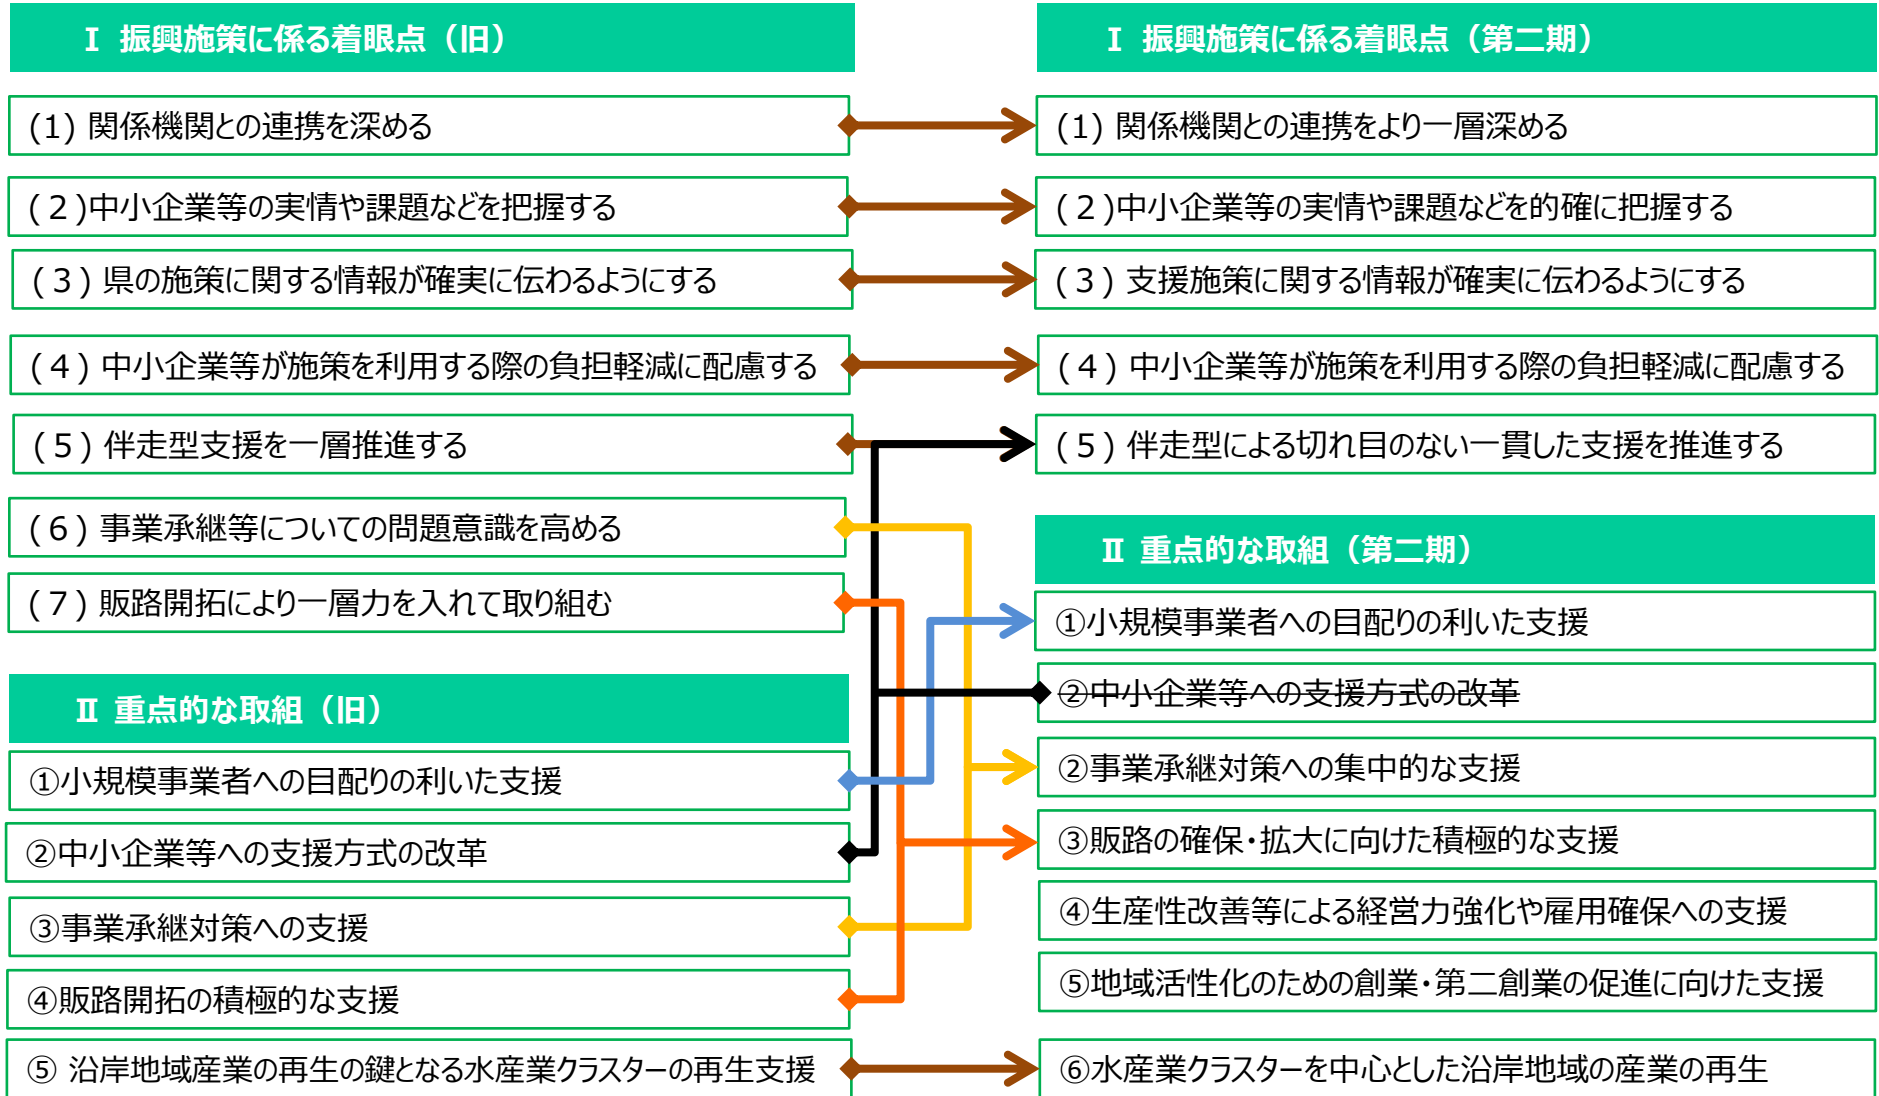 Ⅰ 振興施策に係る着眼点（旧）
(1) 関係機関との連携を深める
(２)中小企業等の実情や課題などを把握する
(３) 県の施策に関する情報が確実に伝わるようにする
(４) 中小企業等が施策を利用する際の負担軽減に配慮する
(５) 伴走型支援を一層推進する
(６) 事業承継等についての問題意識を高める
(７) 販路開拓により一層力を入れて取り組む
Ⅱ 重点的な取組（旧）
①小規模事業者への目配りの利いた支援
②中小企業等への支援方式の改革
③事業承継対策への支援
④販路開拓の積極的な支援
⑤ 沿岸地域産業の再生の鍵となる水産業クラスターの再生支援
Ⅰ 振興施策に係る着眼点（第二期）
(1) 関係機関との連携をより一層深める
(２)中小企業等の実情や課題などを的確に把握する
(３) 支援施策に関する情報が確実に伝わるようにする
(４) 中小企業等が施策を利用する際の負担軽減に配慮する
(５) 伴走型による切れ目のない一貫した支援を推進する
Ⅱ 重点的な取組（第二期）
①小規模事業者への目配りの利いた支援
②中小企業等への支援方式の改革
②事業承継対策への集中的な支援
③販路の確保・拡大に向けた積極的な支援
④生産性改善等による経営力強化や雇用確保への支援
⑤地域活性化のための創業・第二創業の促進に向けた支援
⑥水産業クラスターを中心とした沿岸地域の産業の再生